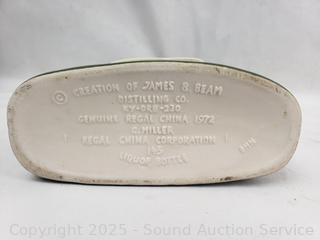 © CREATION OF JAMES B. BEAM
DISTILLING CO.
KY-DRB-230
GENUINE REGAL CHINA 1972
C. MILLER
REGAL CHINA CORPORATION
LIQUOR BOTTLE
Copyright 2025 - Sound Auction Service